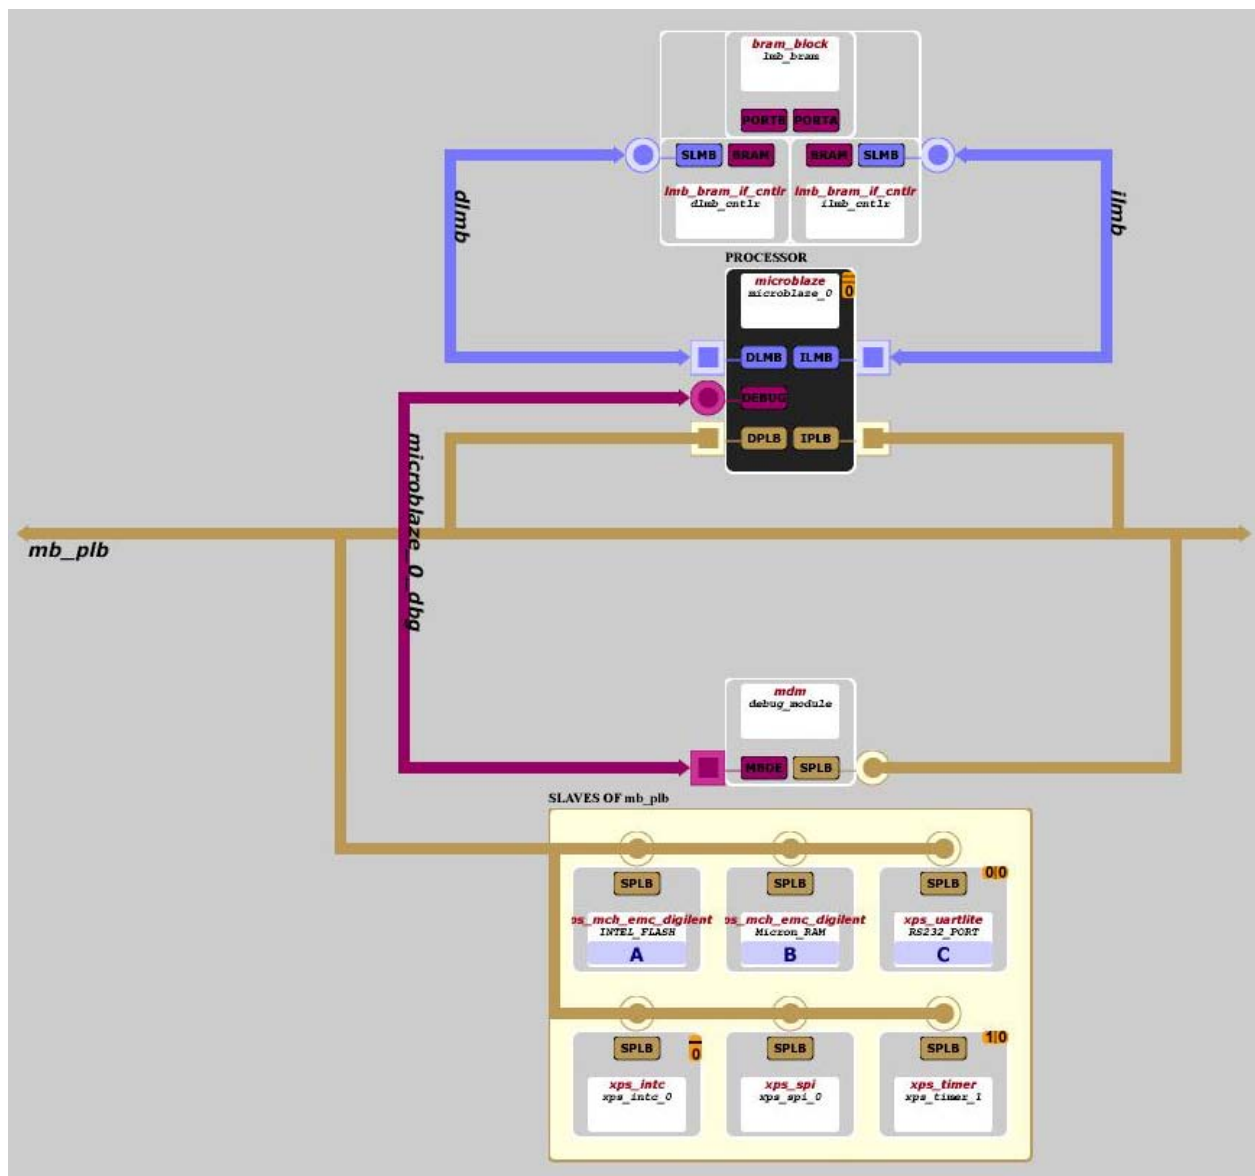 bram_block
lmb_bram
PORTB PORTA
SLMB BRAM BRAM SLMB
lmb_bram_if_cntlr lmb_bram_if_cntlr
dlmb_cntlr ilmb_cntlr
dlmb
ilmb
PROCESSOR
microblaze
microblaze_0
0
DLMB ILMB
DEBUG
DPLB IPLB
microblaze_0_dbg
mb_plb
mdm
debug_module
MBDE SPLB
SLAVES OF mb_plb
0 0
SPLB SPLB SPLB
ps_mch_emc_digilent ps_mch_emc_digilent xps_uartlite
INTEL_FLASH Micron_RAM RS232_PORT
A B C
0 1 0
SPLB SPLB SPLB
xps_intc xps_spi xps_timer
xps_intc_0 xps_spi_0 xps_timer_1